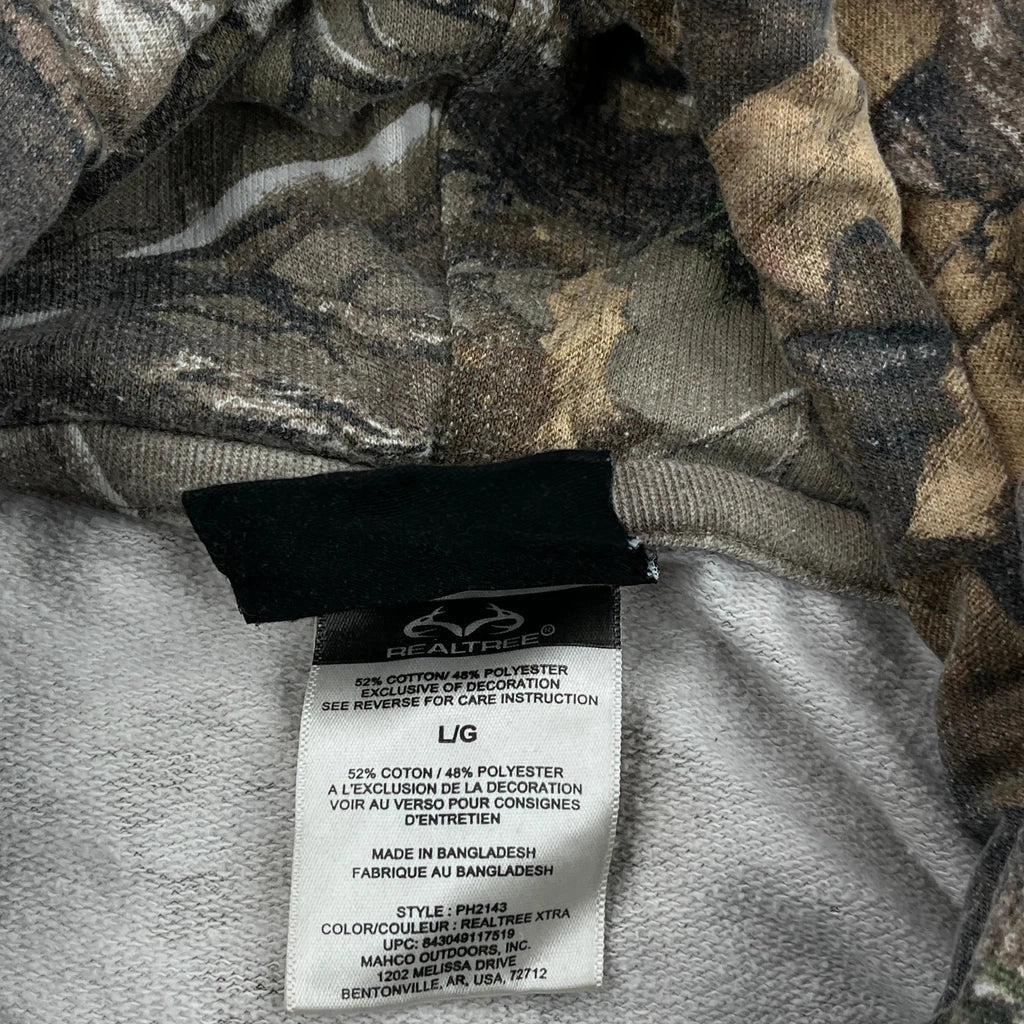 REALTREE®
52% COTTON/ 48% POLYESTER
EXCLUSIVE OF DECORATION
SEE REVERSE FOR CARE INSTRUCTION
L/G
52% COTON / 48% POLYESTER
A L'EXCLUSION DE LA DECORATION
VOIR AU VERSO POUR CONSIGNES
D'ENTRETIEN
MADE IN BANGLADESH
FABRIQUE AU BANGLADESH
STYLE : PH2143
COLOR/COULEUR : REALTREE XTRA
UPC: 843049117519
MAHCO OUTDOORS, INC.
1202 MELISSA DRIVE
BENTONVILLE, AR, USA, 72712